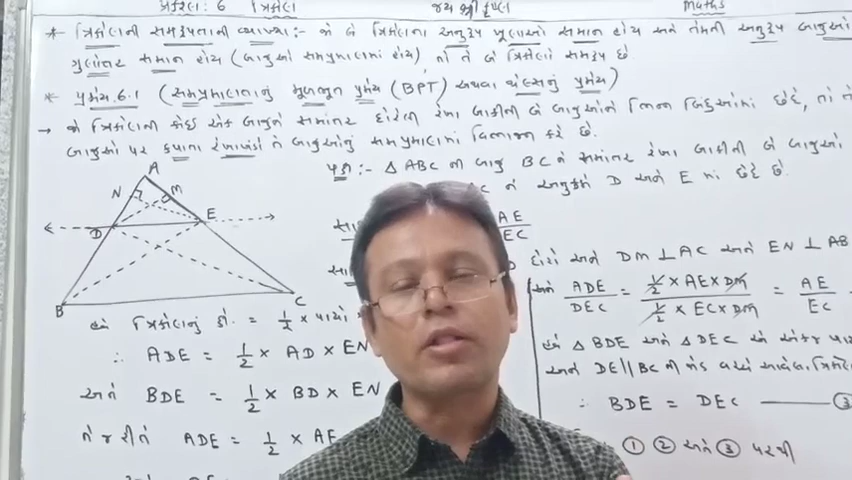 પ્રકરણ: 6 ત્રિકોણ જય શ્રી કૃષ્ણ Maths
* ત્રિકોણની સમરૂપતાની વ્યાખ્યા:- જો બે ત્રિકોણના અનુરૂપ ખૂણાઓ સમાન હોય અને તેમની અનુરૂપ બાજુઓ
ગુણોત્તર સમાન હોય (બાજુઓ સમપ્રમાણમાં હોય) તો તે બે ત્રિકોણો સમરૂપ છે
* પ્રમેય 6.1 (સમપ્રમાણતાનું મૂળભૂત પ્રમેય (BPT) અથવા થેલ્સનું પ્રમેય)
→ જો ત્રિકોણની કોઈ એક બાજુને સમાંતર દોરેલી રેખા બાકીની બે બાજુઓને ભિન્ન બિંદુઓમાં છેદે, તો તે
બાજુઓ પર કપાતા રેખાખંડો તે બાજુઓનું સમપ્રમાણમાં વિભાજન કરે છે.
પક્ષ:- △ABC ની બાજુ BC ને સમાંતર રેખા બાકીની બે બાજુઓ
ને અનુક્રમે D અને E માં છેદે છે.
A
N M
D E
B C
AE
EC
દોરો અને DM⊥AC અને EN⊥AB
અને ADE/DEC = ½×AE×DM/½×EC×DM = AE/EC
હવે ત્રિકોણનું ક્ષે. = 1/2 × પાયો ×
∴ ADE = 1/2 × AD × EN
અને BDE = 1/2 × BD × EN
તેજ રીતે ADE = 1/2 × AE
△BDE અને △DEC એ એકજ પા
અને DE||BC ની વચ્ચે આવેલા ત્રિકો
∴ BDE = DEC —— ③
① ② અને ③ પરથી